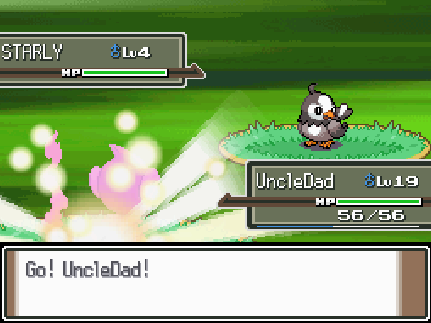 STARLY ♂Lv4
HP
UncleDad ♂Lv19
HP
56/56
Go! UncleDad!